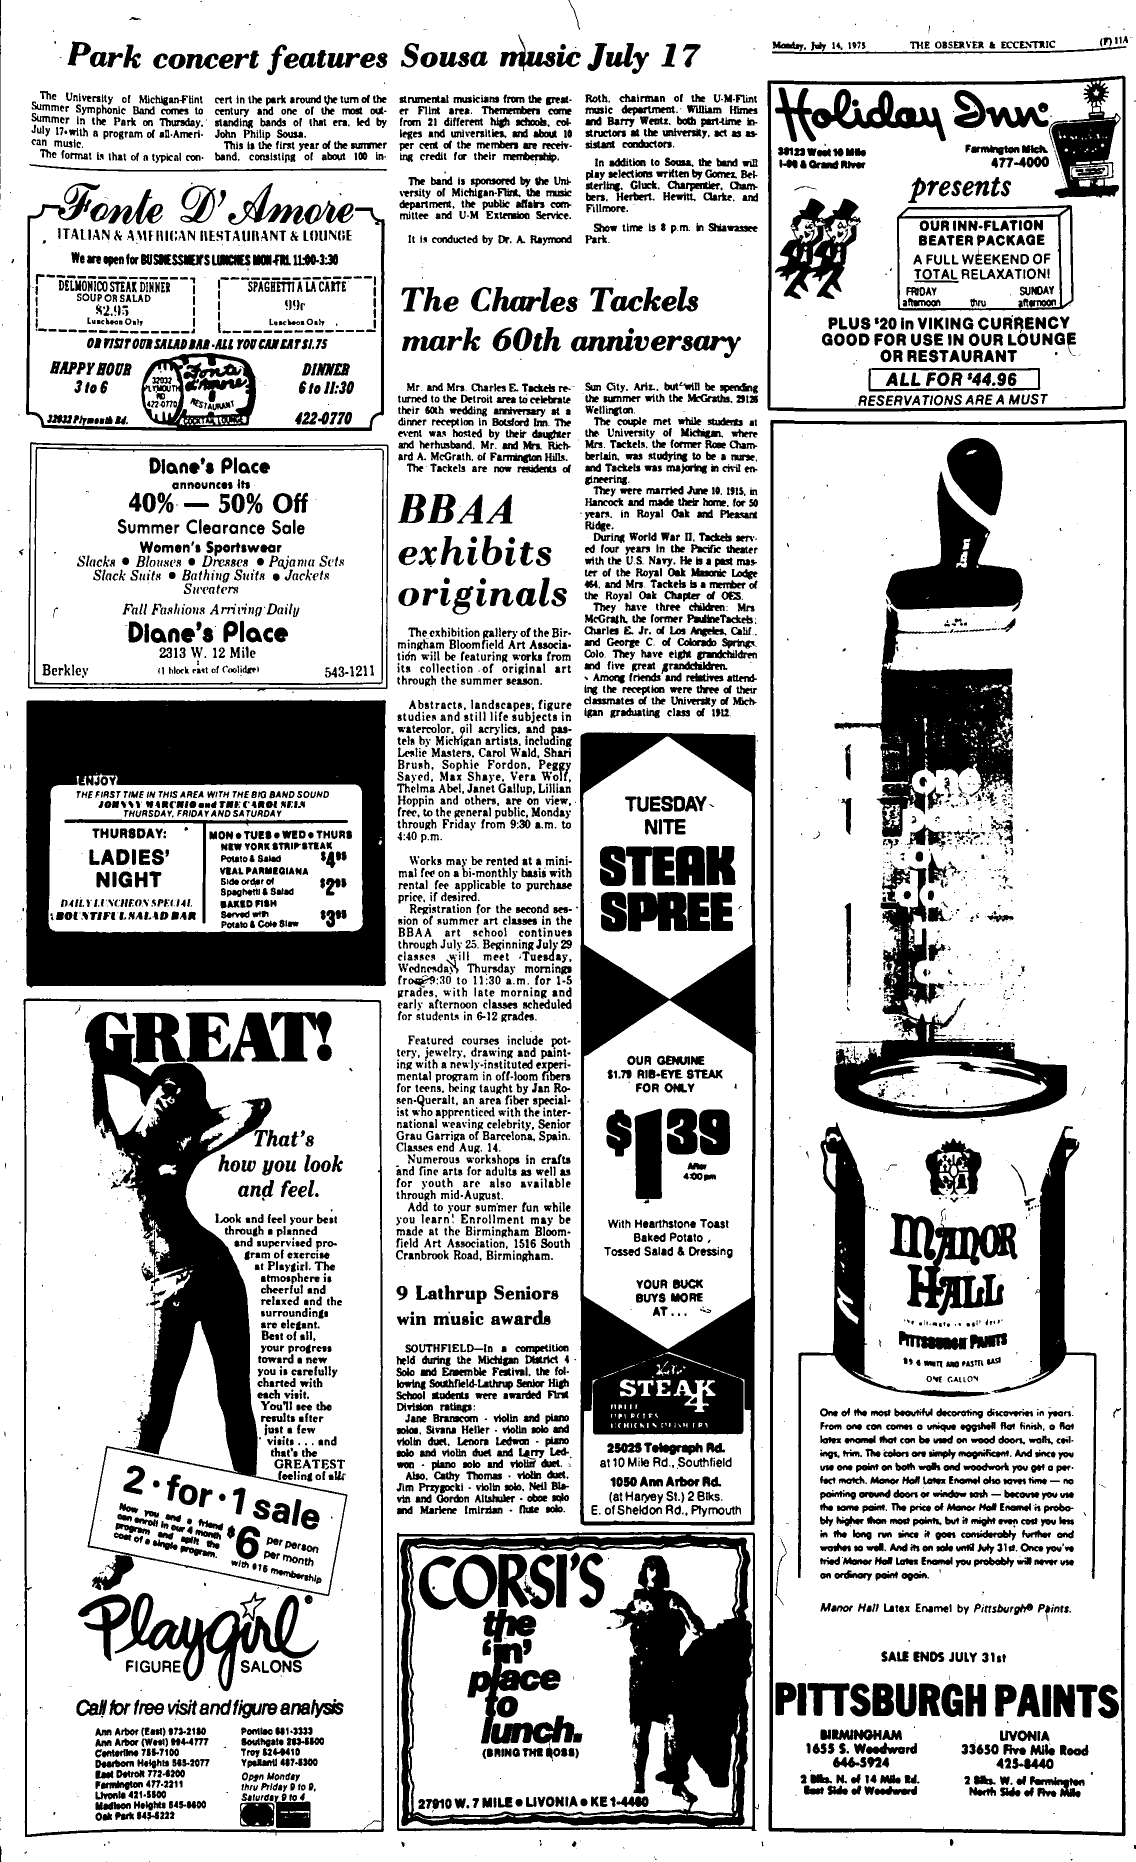 Monday, July 14, 1975 THE OBSERVER & ECCENTRIC (F) 11A
Park concert features Sousa music July 17
The University of Michigan-Flint
Summer Symphonic Band comes to
Summer in the Park on Thursday,
July 17 with a program of all-Ameri-
can music.
The format is that of a typical con-
cert in the park around the turn of the
century and one of the most out-
standing bands of that era, led by
John Philip Sousa.
This is the first year of the summer
band, consisting of about 100 in-
strumental musicians from the great-
er Flint area. Themembers come
from 21 different high schools, col-
leges and universities, and about 10
per cent of the members are receiv-
ing credit for their membership.
The band is sponsored by the Uni-
versity of Michigan-Flint, the music
department, the public affairs com-
mittee and U-M Extension Service.
It is conducted by Dr. A. Raymond
Roth, chairman of the U-M-Flint
music department; William Himes
and Barry Wentz, both part-time in-
structors at the university, act as as-
sistant conductors.
In addition to Sousa, the band will
play selections written by Gomez, Bel-
sterling, Gluck, Charpentier, Cham-
bers, Herbert, Hewitt, Clarke, and
Fillmore.
Show time is 8 p.m. in Shiawassee
Park.
Fonte D'Amore
ITALIAN & AMERICAN RESTAURANT & LOUNGE
We are open for BUSINESSMEN'S LUNCHES MON-FRI. 11:00-3:30
DELMONICO STEAK DINNER
SOUP OR SALAD
$2.95
Luncheon Only
SPAGHETTI A LA CARTE
99c
Luncheon Only
OR VISIT OUR SALAD BAR - ALL YOU CAN EAT $1.75
HAPPY HOUR
3 to 6
32032
PLYMOUTH
RD
422-0770
Fonte
d'Amore
RESTAURANT
COCKTAIL LOUNGE
DINNER
6 to 11:30
32032 Plymouth Rd.
422-0770
Diane's Place
announces its
40% — 50% Off
Summer Clearance Sale
Women's Sportswear
Slacks • Blouses • Dresses • Pajama Sets
Slack Suits • Bathing Suits • Jackets
Sweaters
Fall Fashions Arriving Daily
Diane's Place
2313 W. 12 Mile
Berkley (1 block east of Coolidge) 543-1211
ENJOY
THE FIRST TIME IN THIS AREA WITH THE BIG BAND SOUND
JOHNNY MARCHIO and THE CAROUSELS
THURSDAY, FRIDAY AND SATURDAY
THURSDAY:
LADIES'
NIGHT
DAILY LUNCHEON SPECIAL
BOUNTIFUL SALAD BAR
MON • TUES • WED • THURS
NEW YORK STRIP STEAK
Potato & Salad $4.95
VEAL PARMEGIANA
Side order of
Spaghetti & Salad $2.95
BAKED FISH
Served with
Potato & Cole Slaw $3.95
GREAT!
That's
how you look
and feel.
Look and feel your best
through a planned
and supervised pro-
gram of exercise
at Playgirl. The
atmosphere is
cheerful and
relaxed and the
surroundings
are elegant.
Best of all,
your progress
toward a new
you is carefully
charted with
each visit.
You'll see the
results after
just a few
visits . . . and
that's the
GREATEST
feeling of all!
2 · for · 1 sale
Now you and a friend
can enroll in our 4 month
program and split the
cost of a single program.
$6 per person
per month
with $15 membership
Playgirl
FIGURE SALONS
Call for free visit and figure analysis
Ann Arbor (East) 973-2180
Ann Arbor (West) 994-4777
Centerline 755-7100
Dearborn Heights 565-2077
East Detroit 772-8200
Farmington 477-2211
Livonia 421-5500
Madison Heights 545-6600
Oak Park 543-5222
Pontiac 681-3333
Southgate 283-5500
Troy 524-9410
Ypsilanti 487-5300
Open Monday
thru Friday 9 to 9,
Saturday 9 to 4
The Charles Tackels
mark 60th anniversary
Mr. and Mrs. Charles E. Tackels re-
turned to the Detroit area to celebrate
their 60th wedding anniversary at a
dinner reception in Botsford Inn. The
event was hosted by their daughter
and herhusband, Mr. and Mrs. Rich-
ard A. McGrath, of Farmington Hills.
The Tackels are now residents of
Sun City, Ariz., but will be spending
the summer with the McGraths, 29126
Wellington.
The couple met while students at
the University of Michigan, where
Mrs. Tackels, the former Rose Cham-
berlain, was studying to be a nurse,
and Tackels was majoring in civil en-
gineering.
They were married June 10, 1915, in
Hancock and made their home, for 50
years, in Royal Oak and Pleasant
Ridge.
During World War II, Tackels serv-
ed four years in the Pacific theater
with the U.S. Navy. He is a past mas-
ter of the Royal Oak Masonic Lodge
464, and Mrs. Tackels is a member of
the Royal Oak Chapter of OES.
They have three children: Mrs
McGrath, the former PaulineTackels;
Charles E. Jr. of Los Angeles, Calif.,
and George C. of Colorado Springs,
Colo. They have eight grandchildren
and five great grandchildren.
Among friends and relatives attend-
ing the reception were three of their
classmates of the University of Mich-
igan graduating class of 1912.
BBAA
exhibits
originals
The exhibition gallery of the Bir-
mingham Bloomfield Art Associa-
tion will be featuring works from
its collection of original art
through the summer season.
Abstracts, landscapes, figure
studies and still life subjects in
watercolor, oil acrylics, and pas-
tels by Michigan artists, including
Leslie Masters, Carol Wald, Shari
Brush, Sophie Fordon, Peggy
Sayed, Max Shaye, Vera Wolf,
Thelma Abel, Janet Gallup, Lillian
Hoppin and others, are on view,
free, to the general public, Monday
through Friday from 9:30 a.m. to
4:40 p.m.
Works may be rented at a mini-
mal fee on a bi-monthly basis with
rental fee applicable to purchase
price, if desired.
Registration for the second ses-
sion of summer art classes in the
BBAA art school continues
through July 25. Beginning July 29
classes will meet Tuesday,
Wednesday, Thursday mornings
from 9:30 to 11:30 a.m. for 1-5
grades, with late morning and
early afternoon classes scheduled
for students in 6-12 grades.
Featured courses include pot-
tery, jewelry, drawing and paint-
ing with a newly-instituted experi-
mental program in off-loom fibers
for teens, being taught by Jan Ro-
sen-Queralt, an area fiber special-
ist who apprenticed with the inter-
national weaving celebrity, Senior
Grau Garriga of Barcelona, Spain.
Classes end Aug. 14.
Numerous workshops in crafts
and fine arts for adults as well as
for youth are also available
through mid-August.
Add to your summer fun while
you learn! Enrollment may be
made at the Birmingham Bloom-
field Art Association, 1516 South
Cranbrook Road, Birmingham.
9 Lathrup Seniors
win music awards
SOUTHFIELD—In a competition
held during the Michigan District 4
Solo and Ensemble Festival, the fol-
lowing Southfield-Lathrup Senior High
School students were awarded First
Division ratings:
Jane Branscom - violin and piano
solos, Sivana Heller - violin solo and
violin duet, Lenora Ledwon - piano
solo and violin duet and Larry Led-
won - piano solo and violin duet.
Also, Cathy Thomas - violin duet,
Jim Przygocki - violin solo, Neil Bla-
vin and Gordon Altshuler - oboe solo
and Marlene Imirzian - flute solo.
TUESDAY
NITE
STEAK
SPREE
OUR GENUINE
$1.79 RIB-EYE STEAK
FOR ONLY
$1.39
After
4:00 pm
With Hearthstone Toast
Baked Potato,
Tossed Salad & Dressing
YOUR BUCK
BUYS MORE
AT . . .
STEAK
4
25025 Telegraph Rd.
at 10 Mile Rd., Southfield
1050 Ann Arbor Rd.
(at Harvey St.) 2 Blks.
E. of Sheldon Rd., Plymouth
CORSI'S
the
'in'
place
to
lunch.
(BRING THE BOSS)
27910 W. 7 MILE • LIVONIA • KE 1-4480
Holiday Inn®
38123 West 10 Mile
I-96 & Grand River
Farmington Mich.
477-4000
presents
OUR INN-FLATION
BEATER PACKAGE
A FULL WEEKEND OF
TOTAL RELAXATION!
FRIDAY SUNDAY
afternoon thru afternoon
PLUS $20 in VIKING CURRENCY
GOOD FOR USE IN OUR LOUNGE
OR RESTAURANT
ALL FOR $44.96
RESERVATIONS ARE A MUST
one
paint
MANOR
HALL
the ultimate in wall decor
PITTSBURGH PAINTS
89 6 WHITE AND PASTEL BASE
ONE GALLON
One of the most beautiful decorating discoveries in years.
From one can comes a unique eggshell flat finish, a flat
latex enamel that can be used on wood doors, walls, ceil-
ings, trim. The colors are simply magnificent. And since you
use one paint on both walls and woodwork you get a per-
fect match. Manor Hall Latex Enamel also saves time — no
painting around doors or window sash — because you use
the same paint. The price of Manor Hall Enamel is proba-
bly higher than most paints, but it might even cost you less
in the long run since it goes considerably further and
washes so well. And its on sale until July 31st. Once you've
tried Manor Hall Latex Enamel you probably will never use
an ordinary paint again.
Manor Hall Latex Enamel by Pittsburgh® Paints.
SALE ENDS JULY 31st
PITTSBURGH PAINTS
BIRMINGHAM
1655 S. Woodward
646-5924
2 Blks. N. of 14 Mile Rd.
East Side of Woodward
LIVONIA
33650 Five Mile Road
425-8440
2 Blks. W. of Farmington
North Side of Five Mile